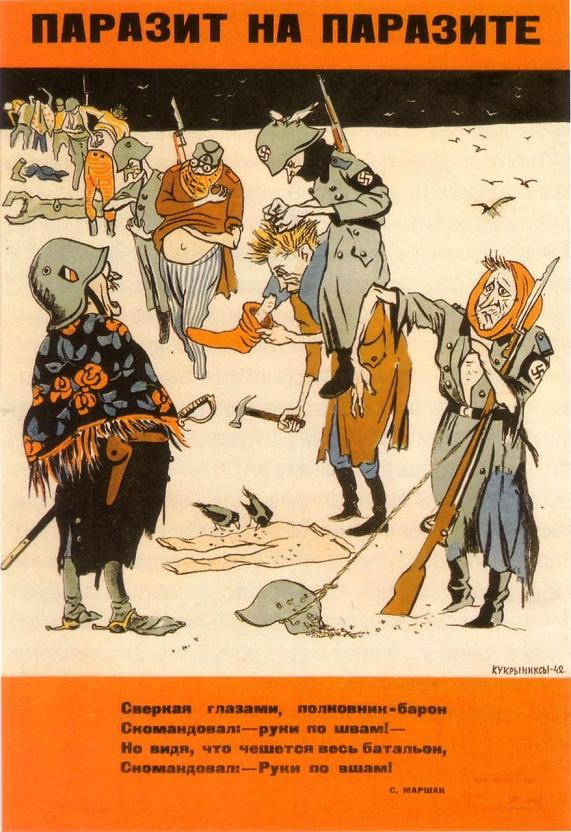 ПАРАЗИТ НА ПАРАЗИТЕ
КУКРЫНИКСЫ-42.
Сверкая глазами, полковник-барон
Скомандовал:—руки по швам!—
Но видя, что чешется весь батальон,
Скомандовал:—Руки по вшам!
С. МАРШАК